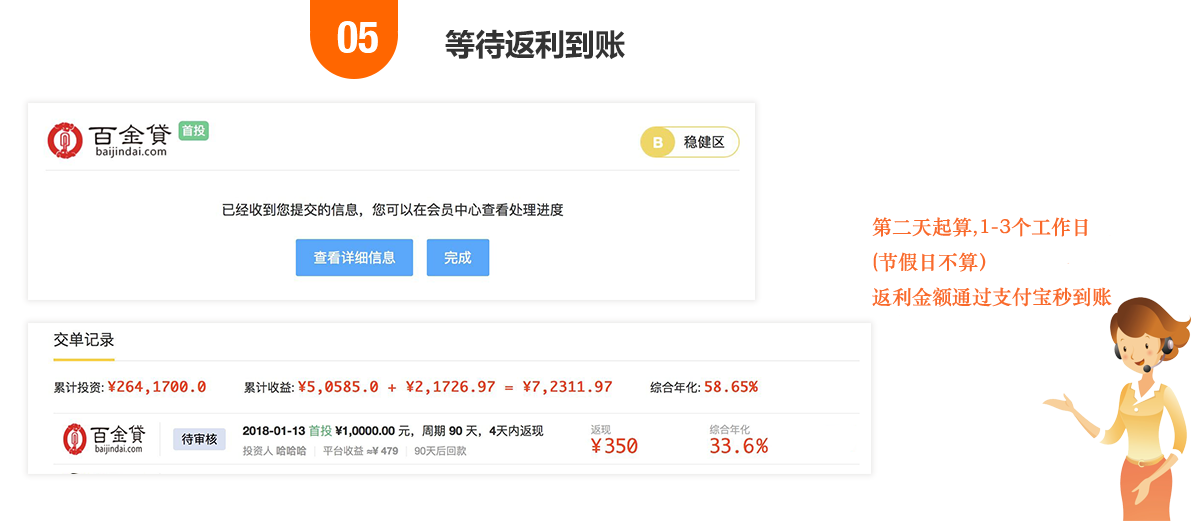 05
等待返利到账
百金貸 首投
baijindai.com
B 稳健区
已经收到您提交的信息，您可以在会员中心查看处理进度
查看详细信息 完成
第二天起算,1-3个工作日
(节假日不算)
返利金额通过支付宝秒到账
交单记录
累计投资: ¥264,1700.0 累计收益: ¥5,0585.0 + ¥2,1726.97 = ¥7,2311.97 综合年化: 58.65%
百金貸
baijindai.com
待审核
2018-01-13 首投 ¥1,0000.00 元，周期 90 天，4天内返现
投资人 哈哈哈 平台收益 ≈¥ 479 90天后回款
返现
¥350
综合年化
33.6%